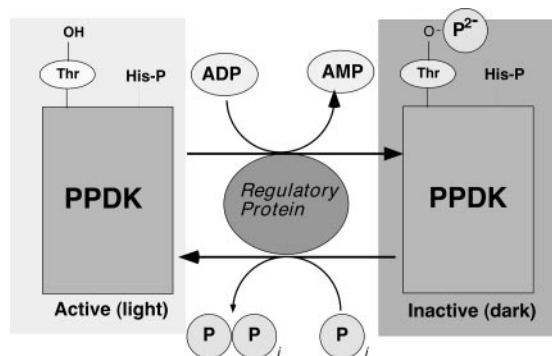 OH
Thr
His-P
PPDK
Active (light)
ADP
AMP
Regulatory
Protein
P P i
P i
O- P2-
Thr
His-P
PPDK
Inactive (dark)